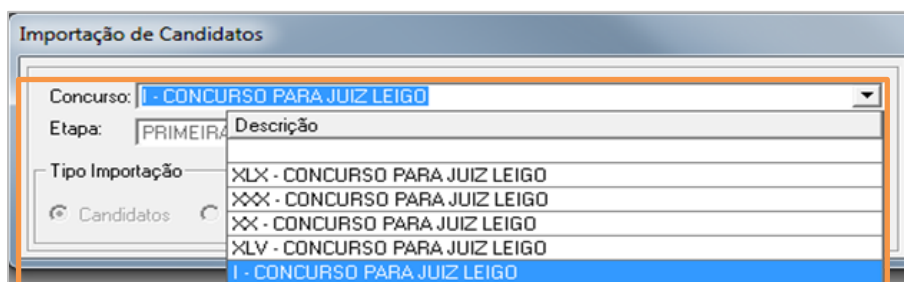 Importação de Candidatos
Concurso: I - CONCURSO PARA JUIZ LEIGO
Etapa: Descrição
Tipo Importação
XLX - CONCURSO PARA JUIZ LEIGO
XXX - CONCURSO PARA JUIZ LEIGO
Candidatos
XX - CONCURSO PARA JUIZ LEIGO
XLV - CONCURSO PARA JUIZ LEIGO
I - CONCURSO PARA JUIZ LEIGO